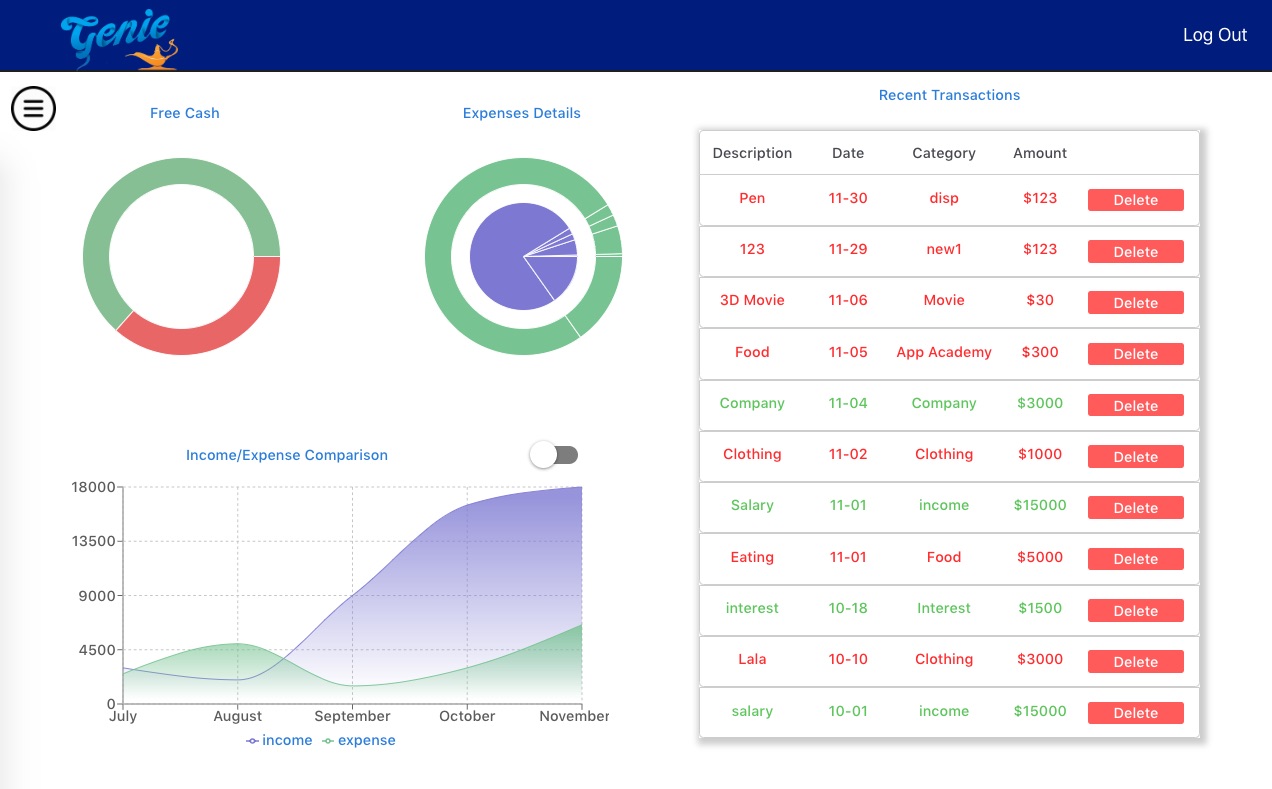 Genie
Log Out
Free Cash
Expenses Details
Recent Transactions
Description Date Category Amount
Pen 11-30 disp $123 Delete
123 11-29 new1 $123 Delete
3D Movie 11-06 Movie $30 Delete
Food 11-05 App Academy $300 Delete
Company 11-04 Company $3000 Delete
Clothing 11-02 Clothing $1000 Delete
Salary 11-01 income $15000 Delete
Eating 11-01 Food $5000 Delete
interest 10-18 Interest $1500 Delete
Lala 10-10 Clothing $3000 Delete
salary 10-01 income $15000 Delete
Income/Expense Comparison
18000
13500
9000
4500
0
July August September October November
income expense